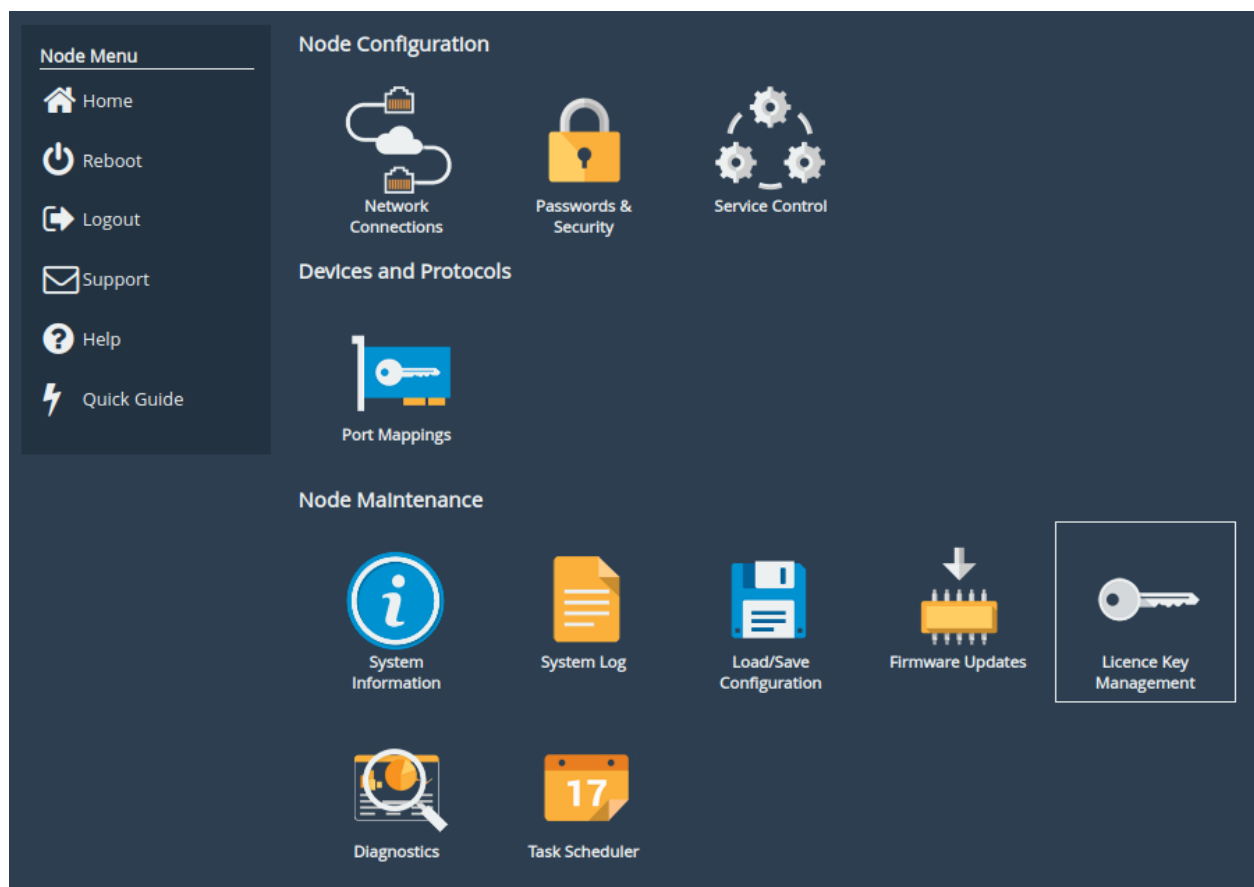 Node Menu
Home
Reboot
Logout
Support
Help
Quick Guide
Node Configuration
Network
Connections
Passwords &
Security
Service Control
Devices and Protocols
Port Mappings
Node Maintenance
System
Information
System Log
Load/Save
Configuration
Firmware Updates
Licence Key
Management
Diagnostics
17
Task Scheduler